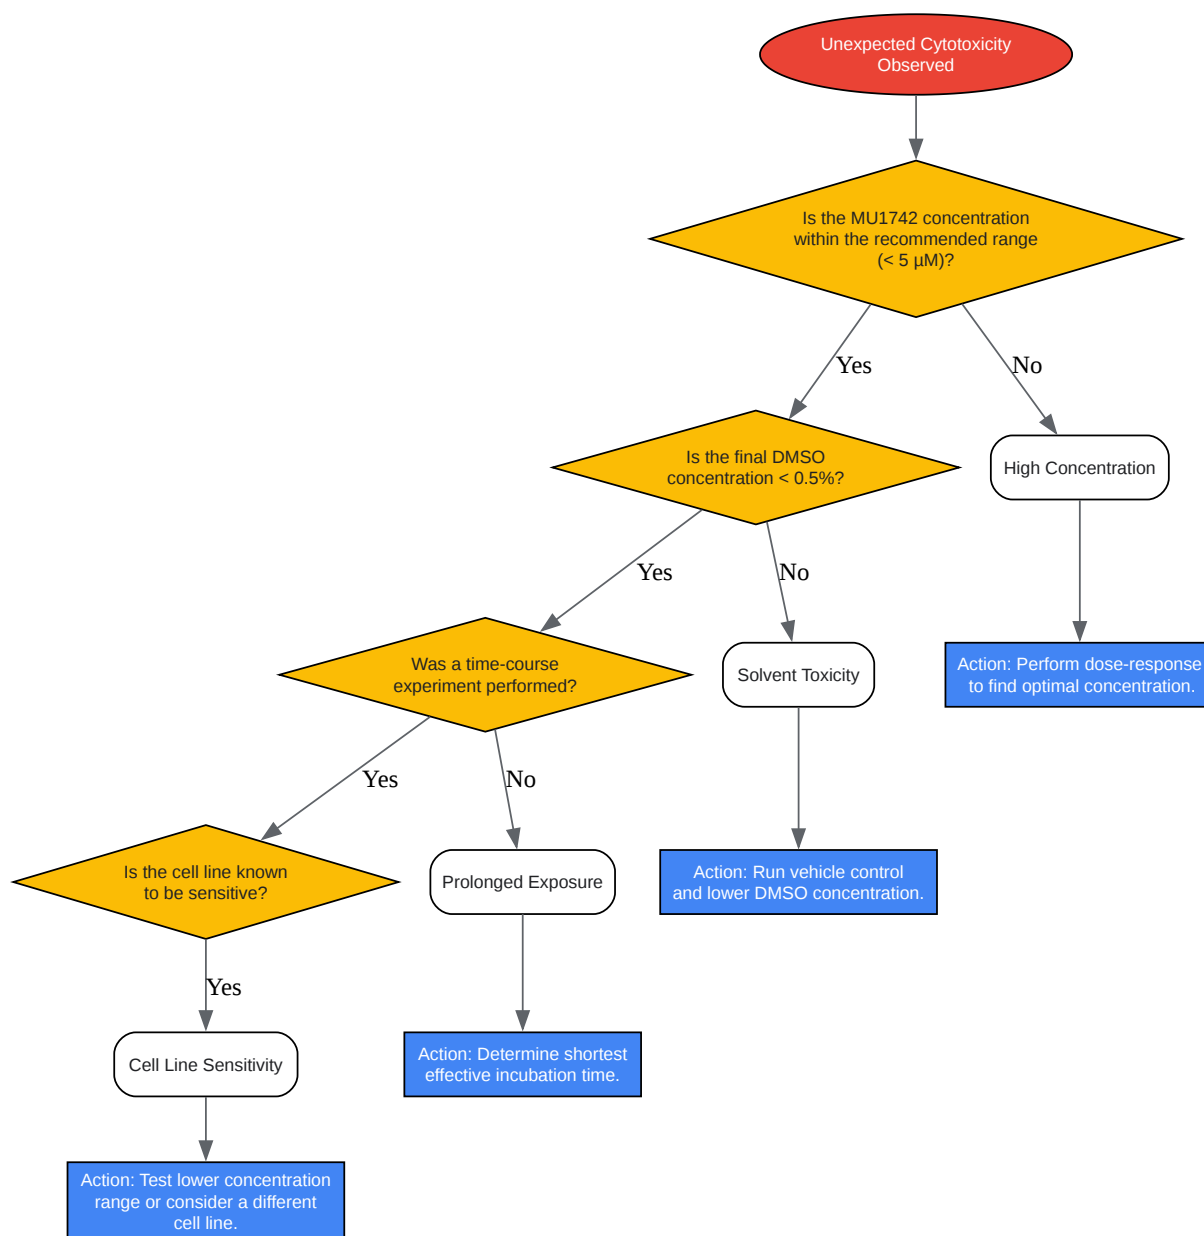 Unexpected Cytotoxicity
Observed
Is the MU1742 concentration
within the recommended range
(< 5 µM)?
Yes
No
Is the final DMSO
concentration < 0.5%?
High Concentration
Yes
No
Was a time-course
experiment performed?
Solvent Toxicity
Action: Perform dose-response
to find optimal concentration.
Yes
No
Is the cell line known
to be sensitive?
Prolonged Exposure
Action: Run vehicle control
and lower DMSO concentration.
Yes
Cell Line Sensitivity
Action: Determine shortest
effective incubation time.
Action: Test lower concentration
range or consider a different
cell line.